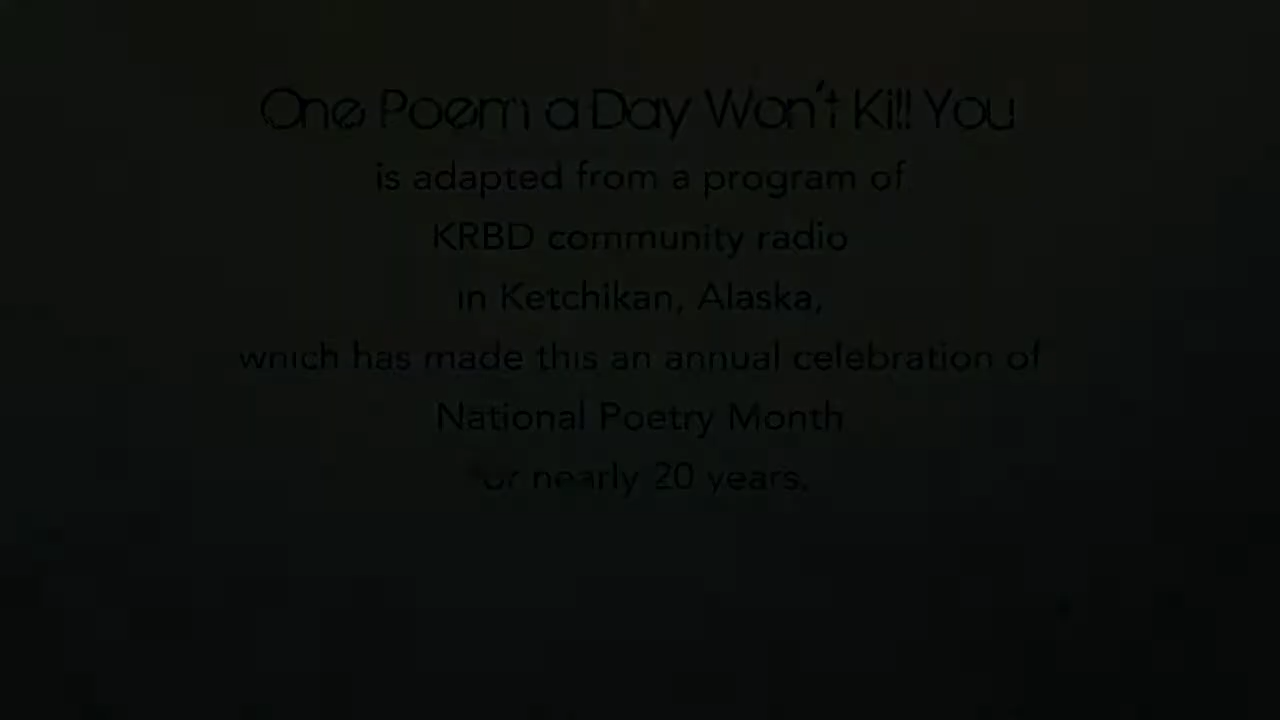 One Poem a Day Won't Kill You
is adapted from a program of
KRBD community radio
in Ketchikan, Alaska,
which has made this an annual celebration of
National Poetry Month
for nearly 20 years.